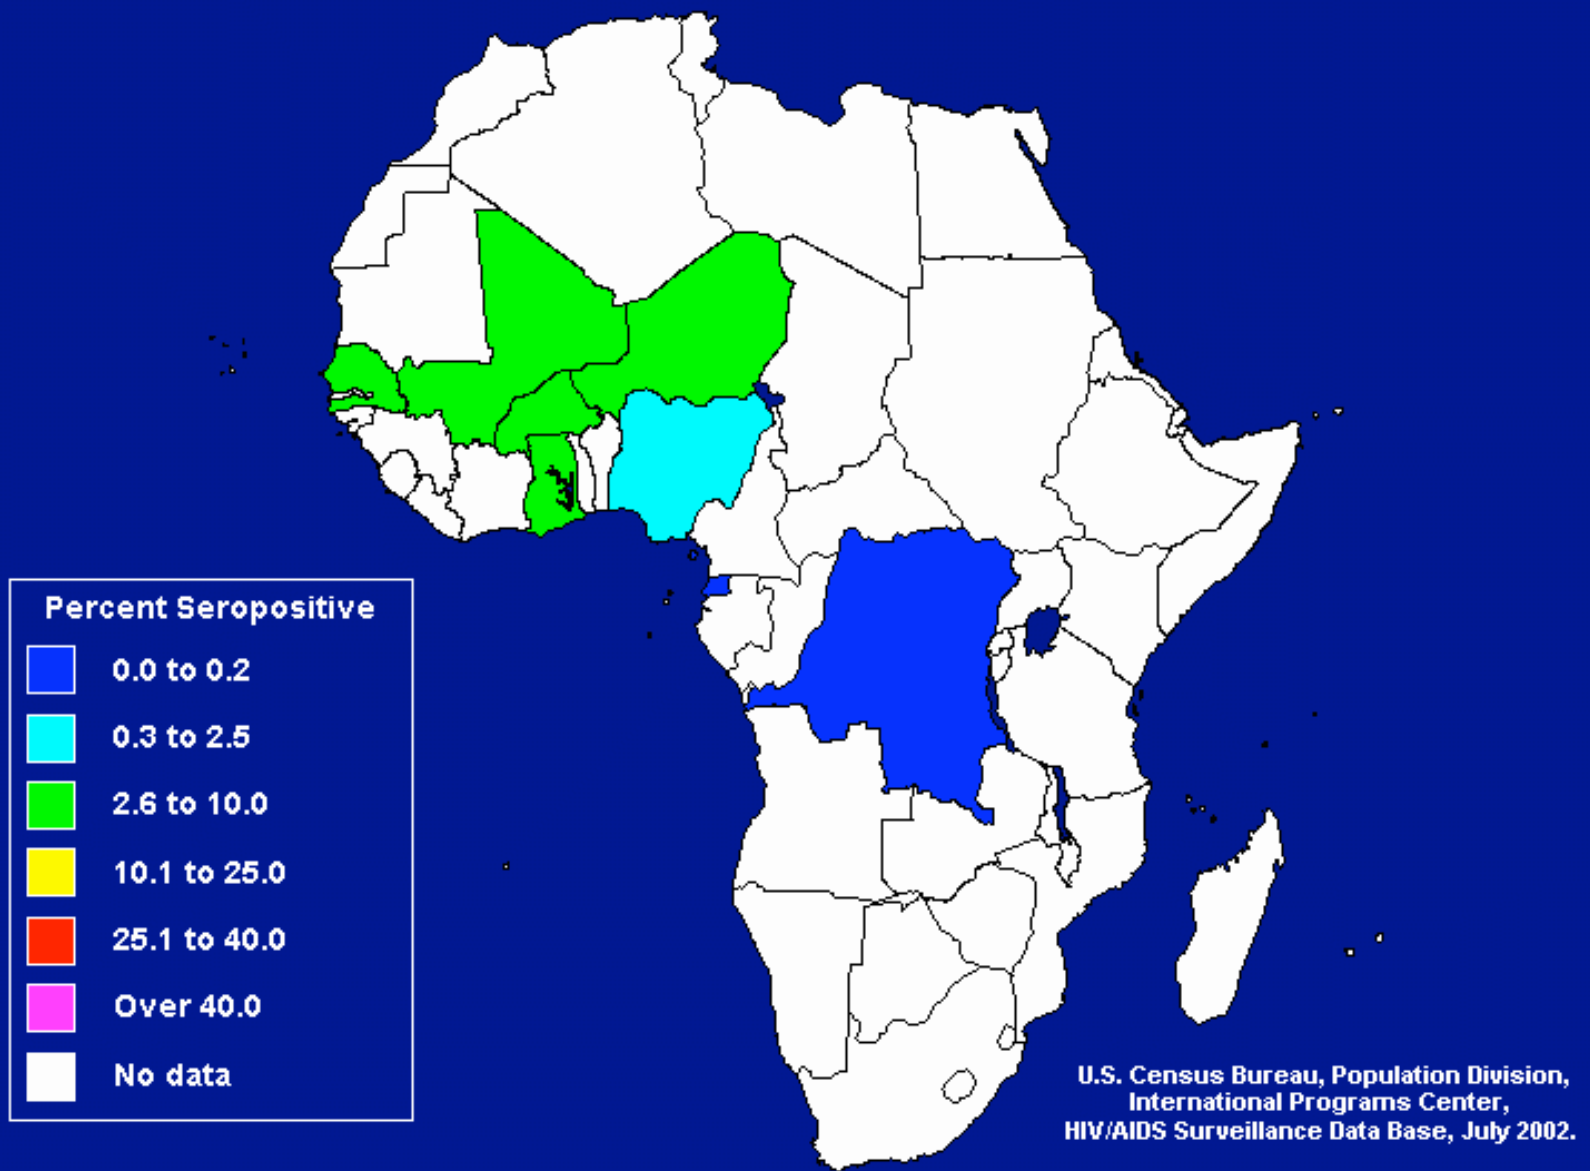 Percent Seropositive
0.0 to 0.2
0.3 to 2.5
2.6 to 10.0
10.1 to 25.0
25.1 to 40.0
Over 40.0
No data
U.S. Census Bureau, Population Division,
International Programs Center,
HIV/AIDS Surveillance Data Base, July 2002.